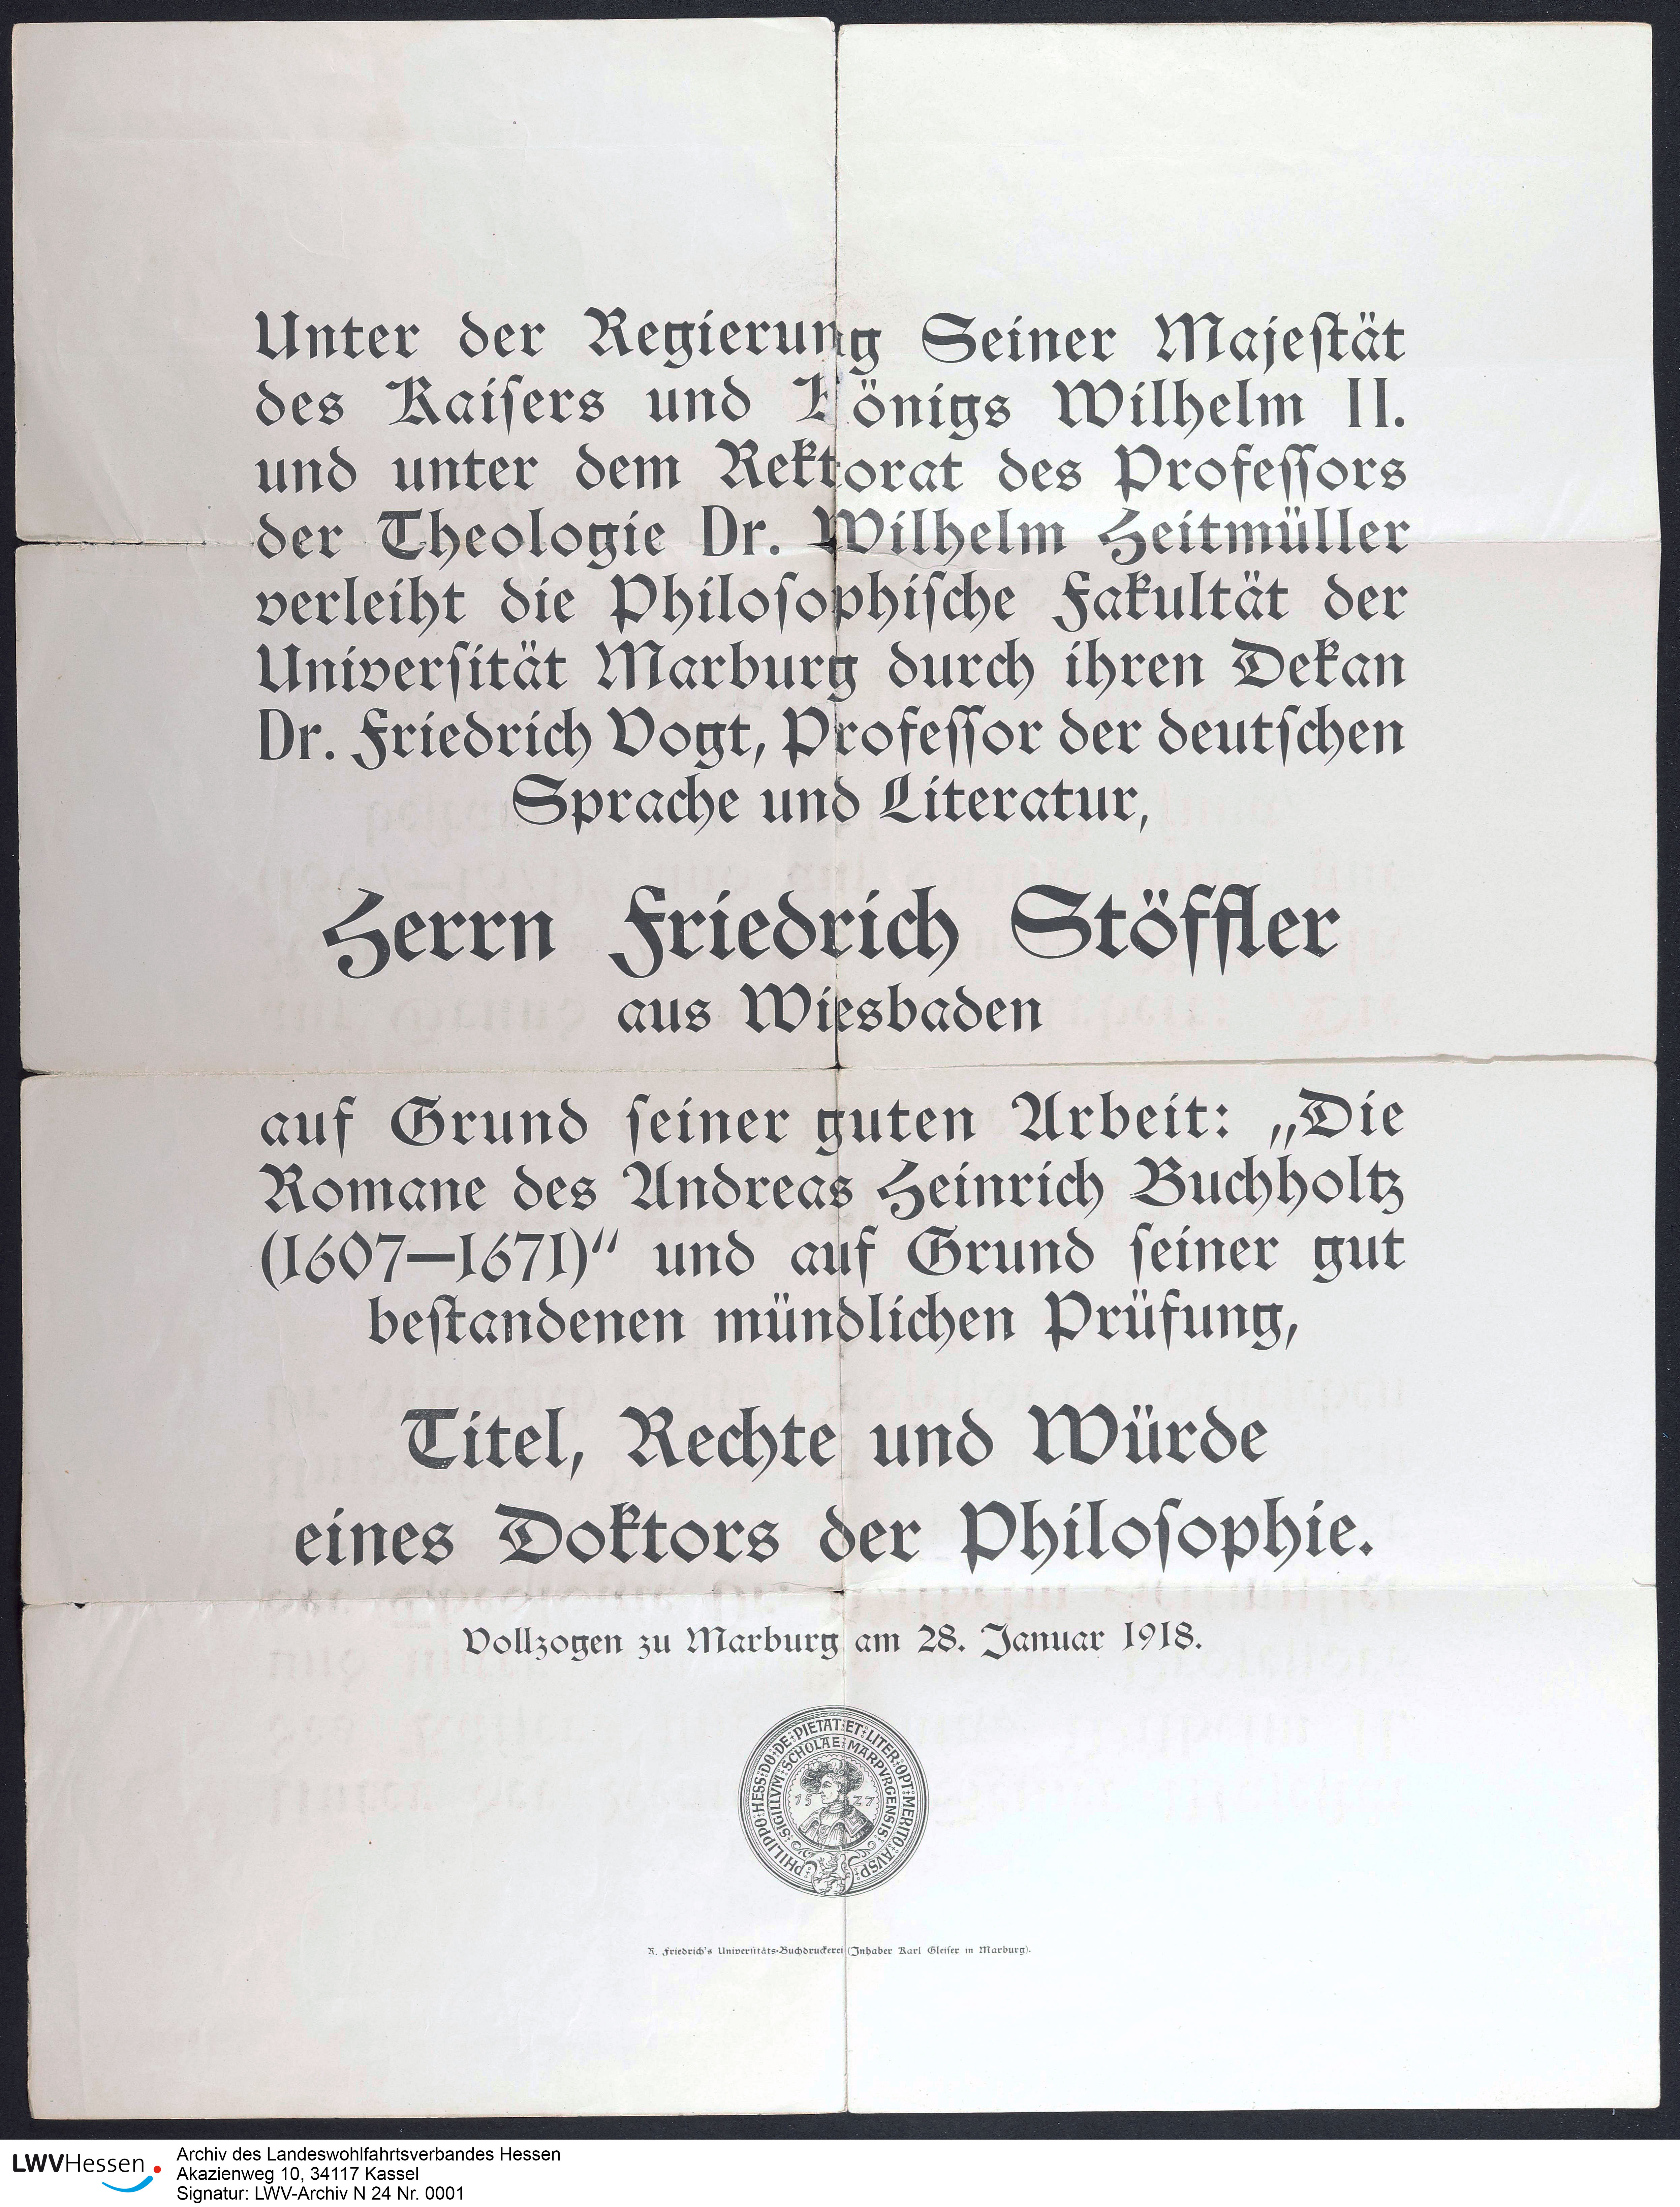 Unter der Regierung Seiner Majeſtät
des Kaiſers und Königs Wilhelm II.
und unter dem Rektorat des Profeſſors
der Theologie Dr. Wilhelm Heitmüller
verleiht die Philoſophiſche Fakultät der
Univerſität Marburg durch ihren Dekan
Dr. Friedrich Vogt, Profeſſor der deutſchen
Sprache und Literatur,
Herrn Friedrich Stöffler
aus Wiesbaden
auf Grund ſeiner guten Arbeit: „Die
Romane des Andreas Heinrich Buchholtz
(1607—1671)“ und auf Grund ſeiner gut
beſtandenen mündlichen Prüfung,
Titel, Rechte und Würde
eines Doktors der Philoſophie.
Vollzogen zu Marburg am 28. Januar 1918.
PHILIPPO·HESS·DO·DE·PIETAT·ET·LITER·OPT·MERITO·AVSP·
SIGILLVM·SCHOLAE·MARPVRGENSIS·
15 27
R. Friedrich's Univerſitäts-Buchdruckerei (Inhaber Karl Gleiſer in Marburg).
LWVHessen
Archiv des Landeswohlfahrtsverbandes Hessen
Akazienweg 10, 34117 Kassel
Signatur: LWV-Archiv N 24 Nr. 0001